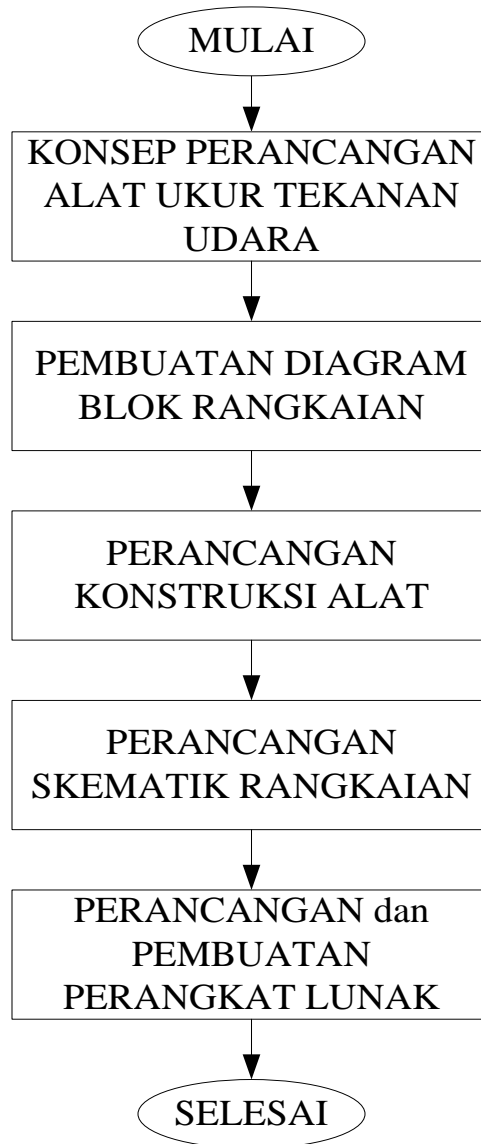 MULAI
KONSEP PERANCANGAN
ALAT UKUR TEKANAN
UDARA
PEMBUATAN DIAGRAM
BLOK RANGKAIAN
PERANCANGAN
KONSTRUKSI ALAT
PERANCANGAN
SKEMATIK RANGKAIAN
PERANCANGAN dan
PEMBUATAN
PERANGKAT LUNAK
SELESAI